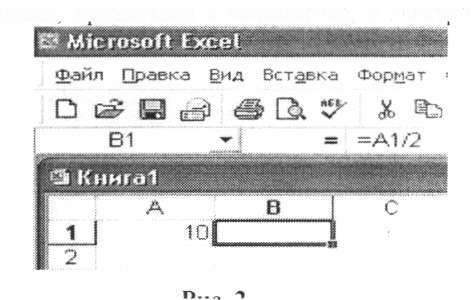 Microsoft Excel
Файл Правка Вид Вставка Формат
B1 = =A1/2
Книга1
A B C
1 10
2
Рис. 2